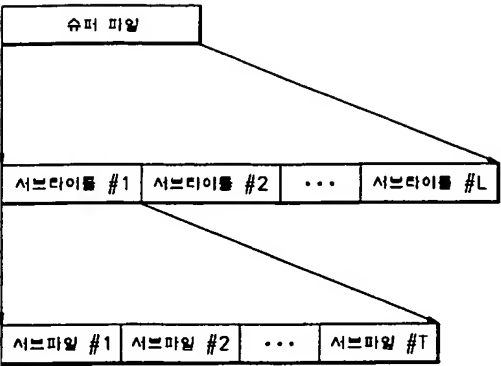 슈퍼 파일
서브타이틀 #1 서브타이틀 #2 ... 서브타이틀 #L
서브파일 #1 서브파일 #2 ... 서브파일 #T